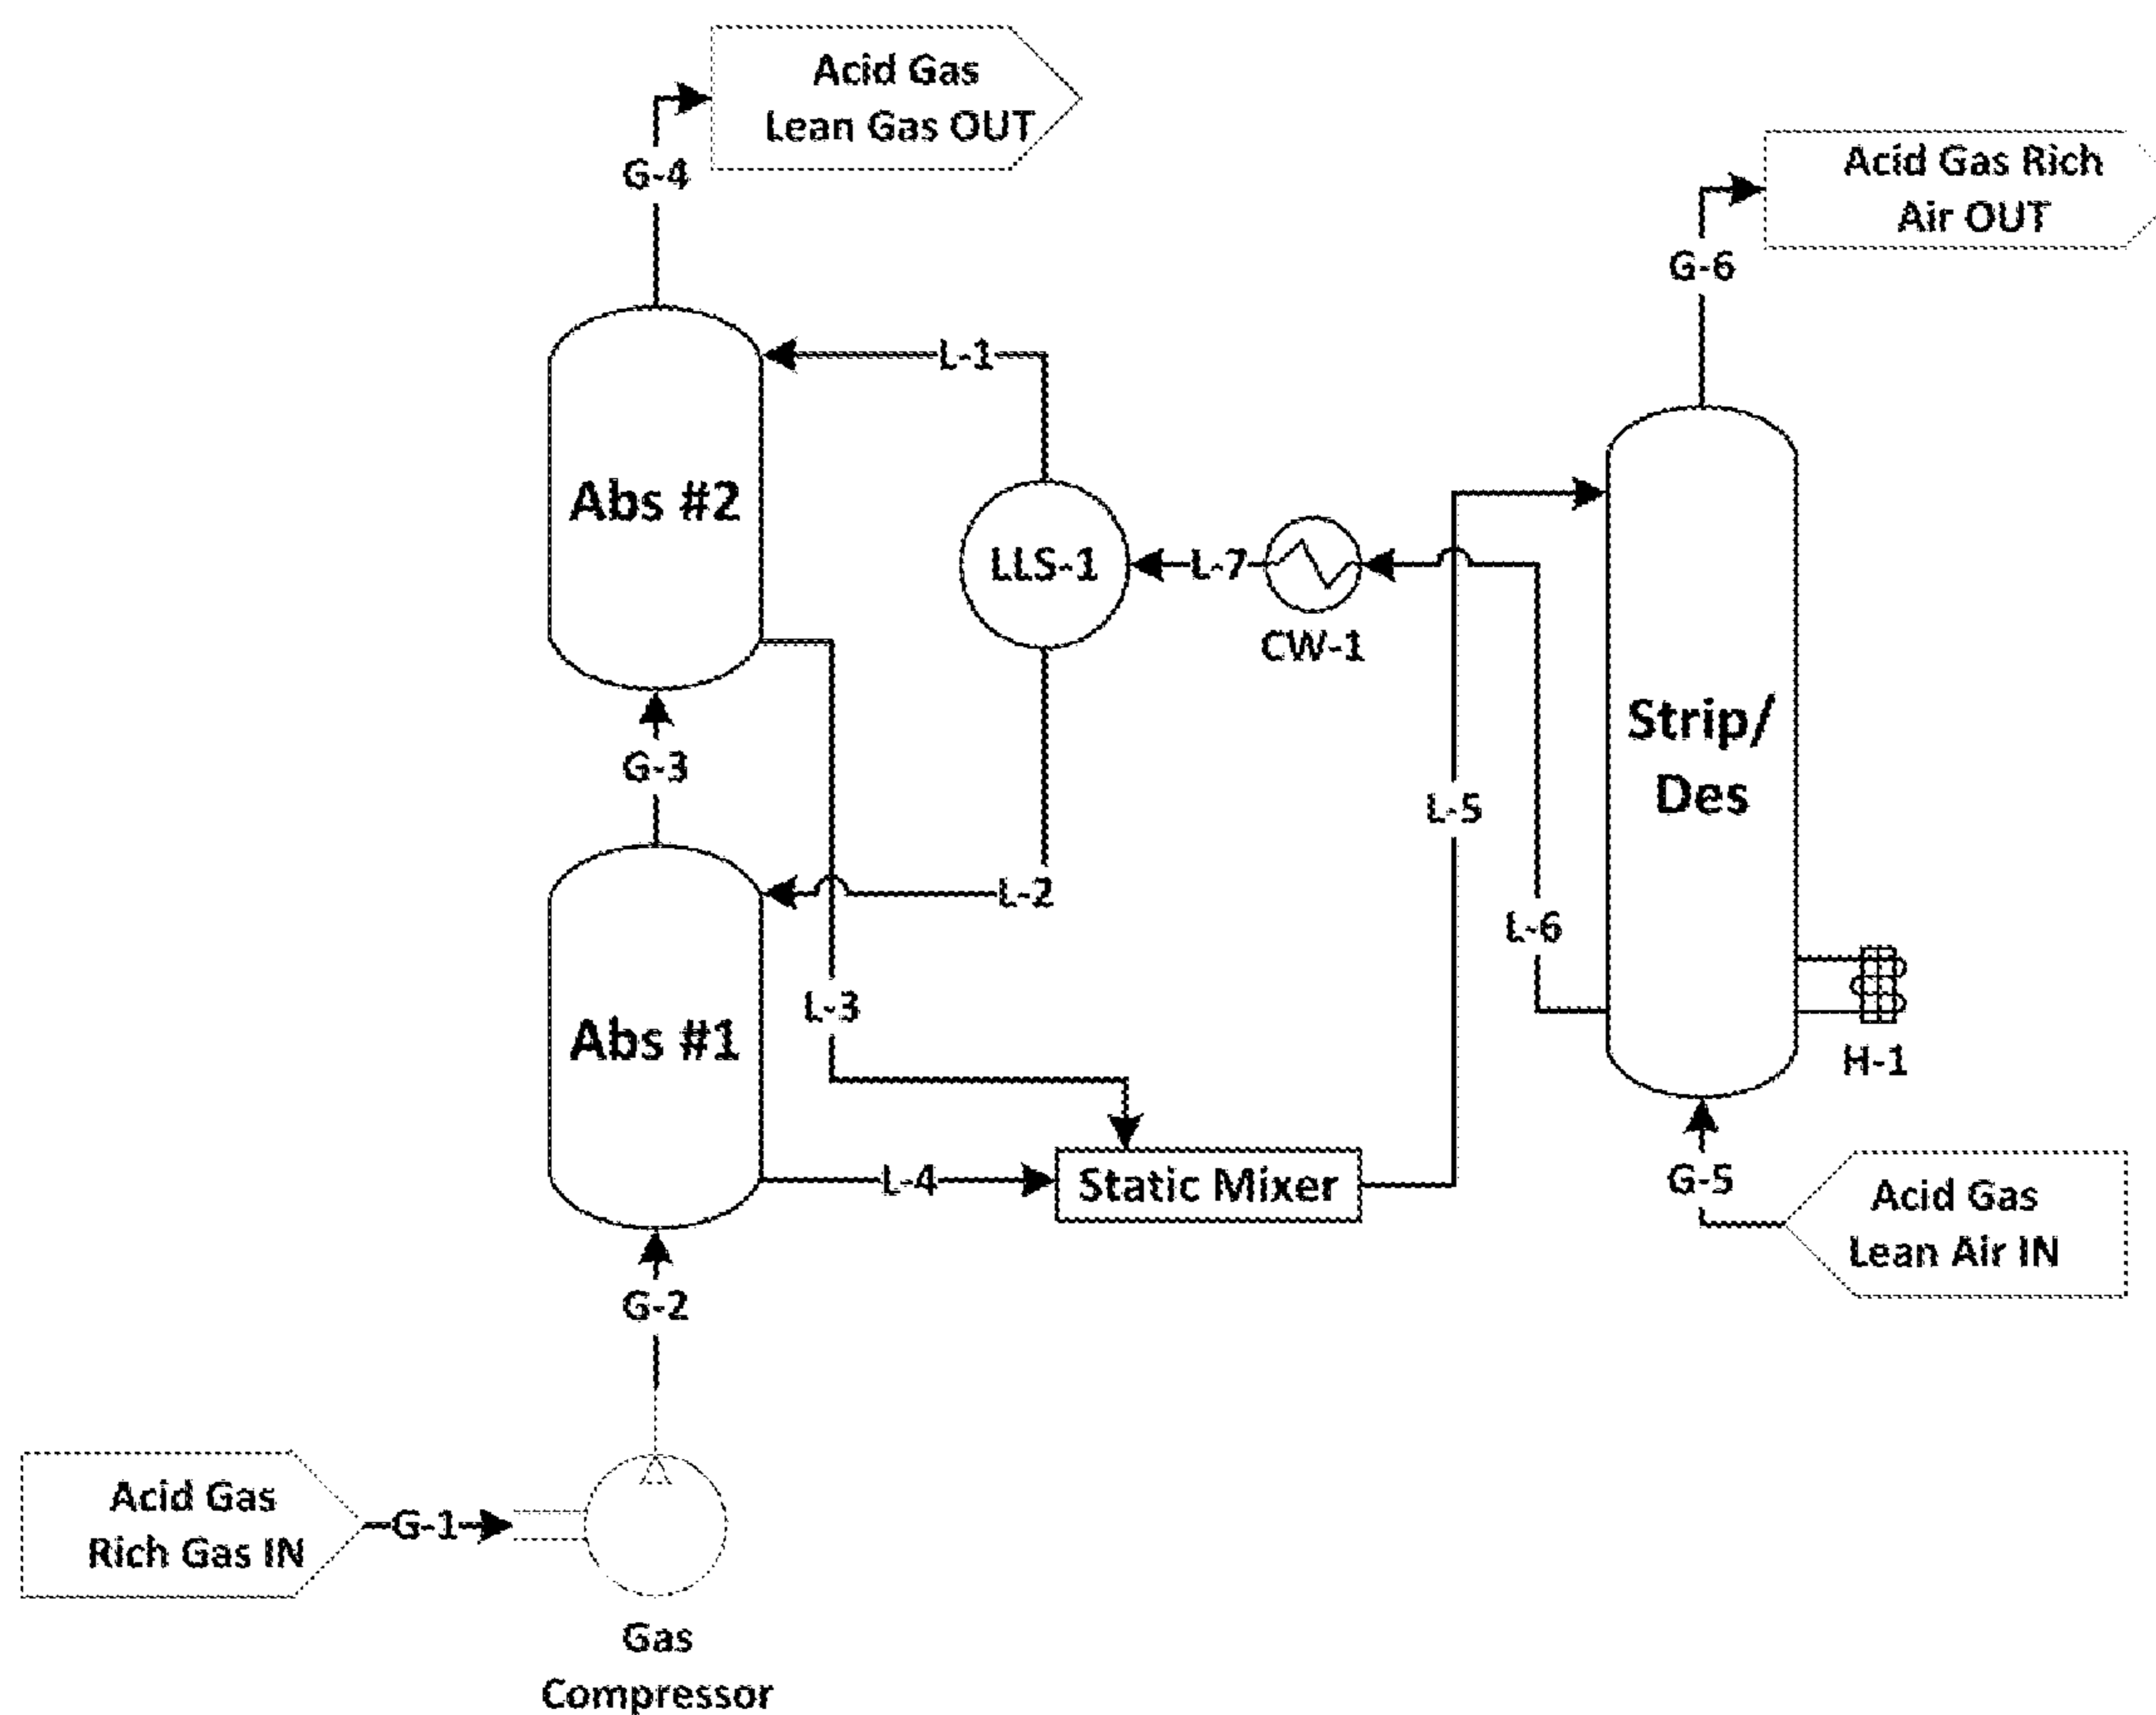 Acid Gas
Lean Gas OUT
G-4
Acid Gas Rich
Air OUT
G-6
L-1
Abs #2
LLS-1
L-7
CW-1
Strip/
Des
G-3
L-5
L-2
L-6
L-3
Abs #1
H-1
L-4
Static Mixer
G-5
Acid Gas
Lean Air IN
G-2
Acid Gas
Rich Gas IN
G-1
Gas
Compressor